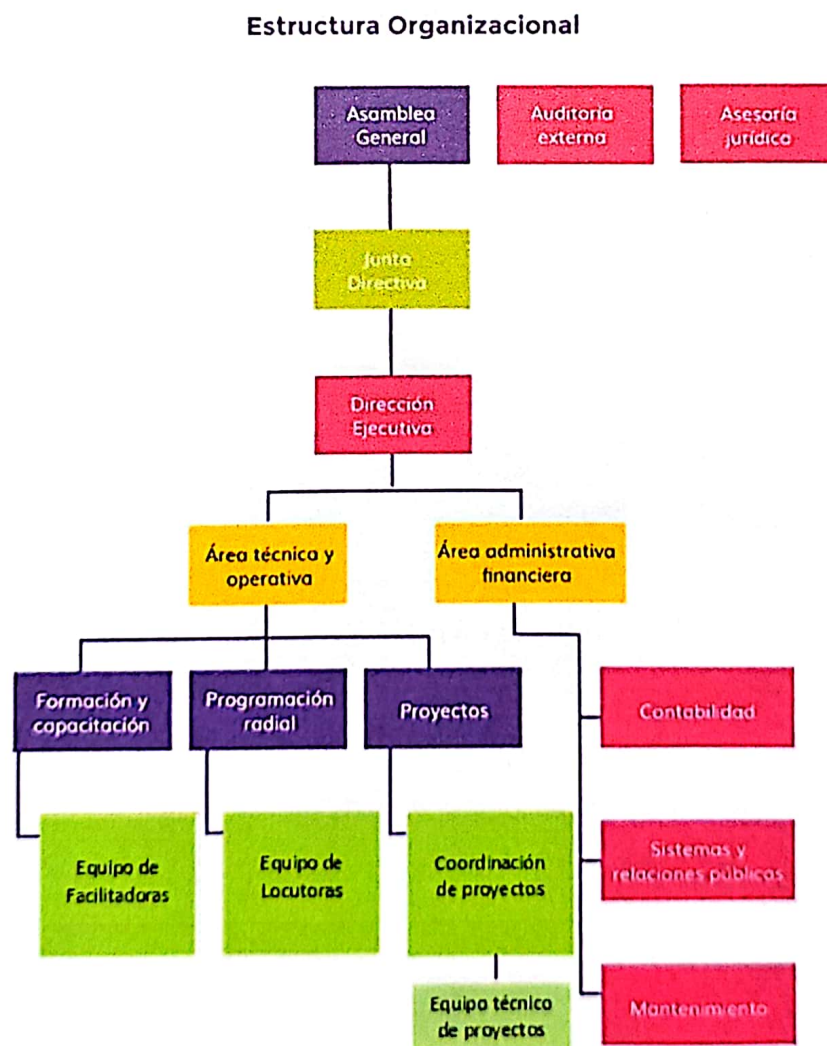 Estructura Organizacional
Asamblea
General
Auditoría
externa
Asesoría
jurídica
Junta
Directiva
Dirección
Ejecutiva
Área técnica y
operativa
Área administrativa
financiera
Formación y
capacitación
Programación
radial
Proyectos
Contabilidad
Equipo de
Facilitadoras
Equipo de
Locutoras
Coordinación
de proyectos
Sistemas y
relaciones públicas
Equipo técnico
de proyectos
Mantenimiento